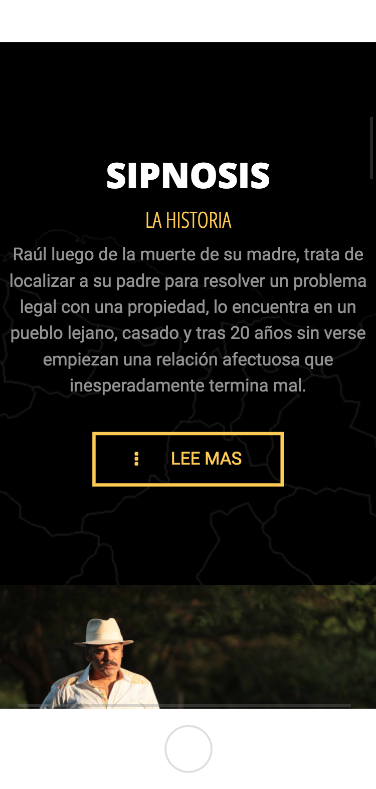 SIPNOSIS
LA HISTORIA
Raúl luego de la muerte de su madre, trata de
localizar a su padre para resolver un problema
legal con una propiedad, lo encuentra en un
pueblo lejano, casado y tras 20 años sin verse
empiezan una relación afectuosa que
inesperadamente termina mal.
LEE MAS